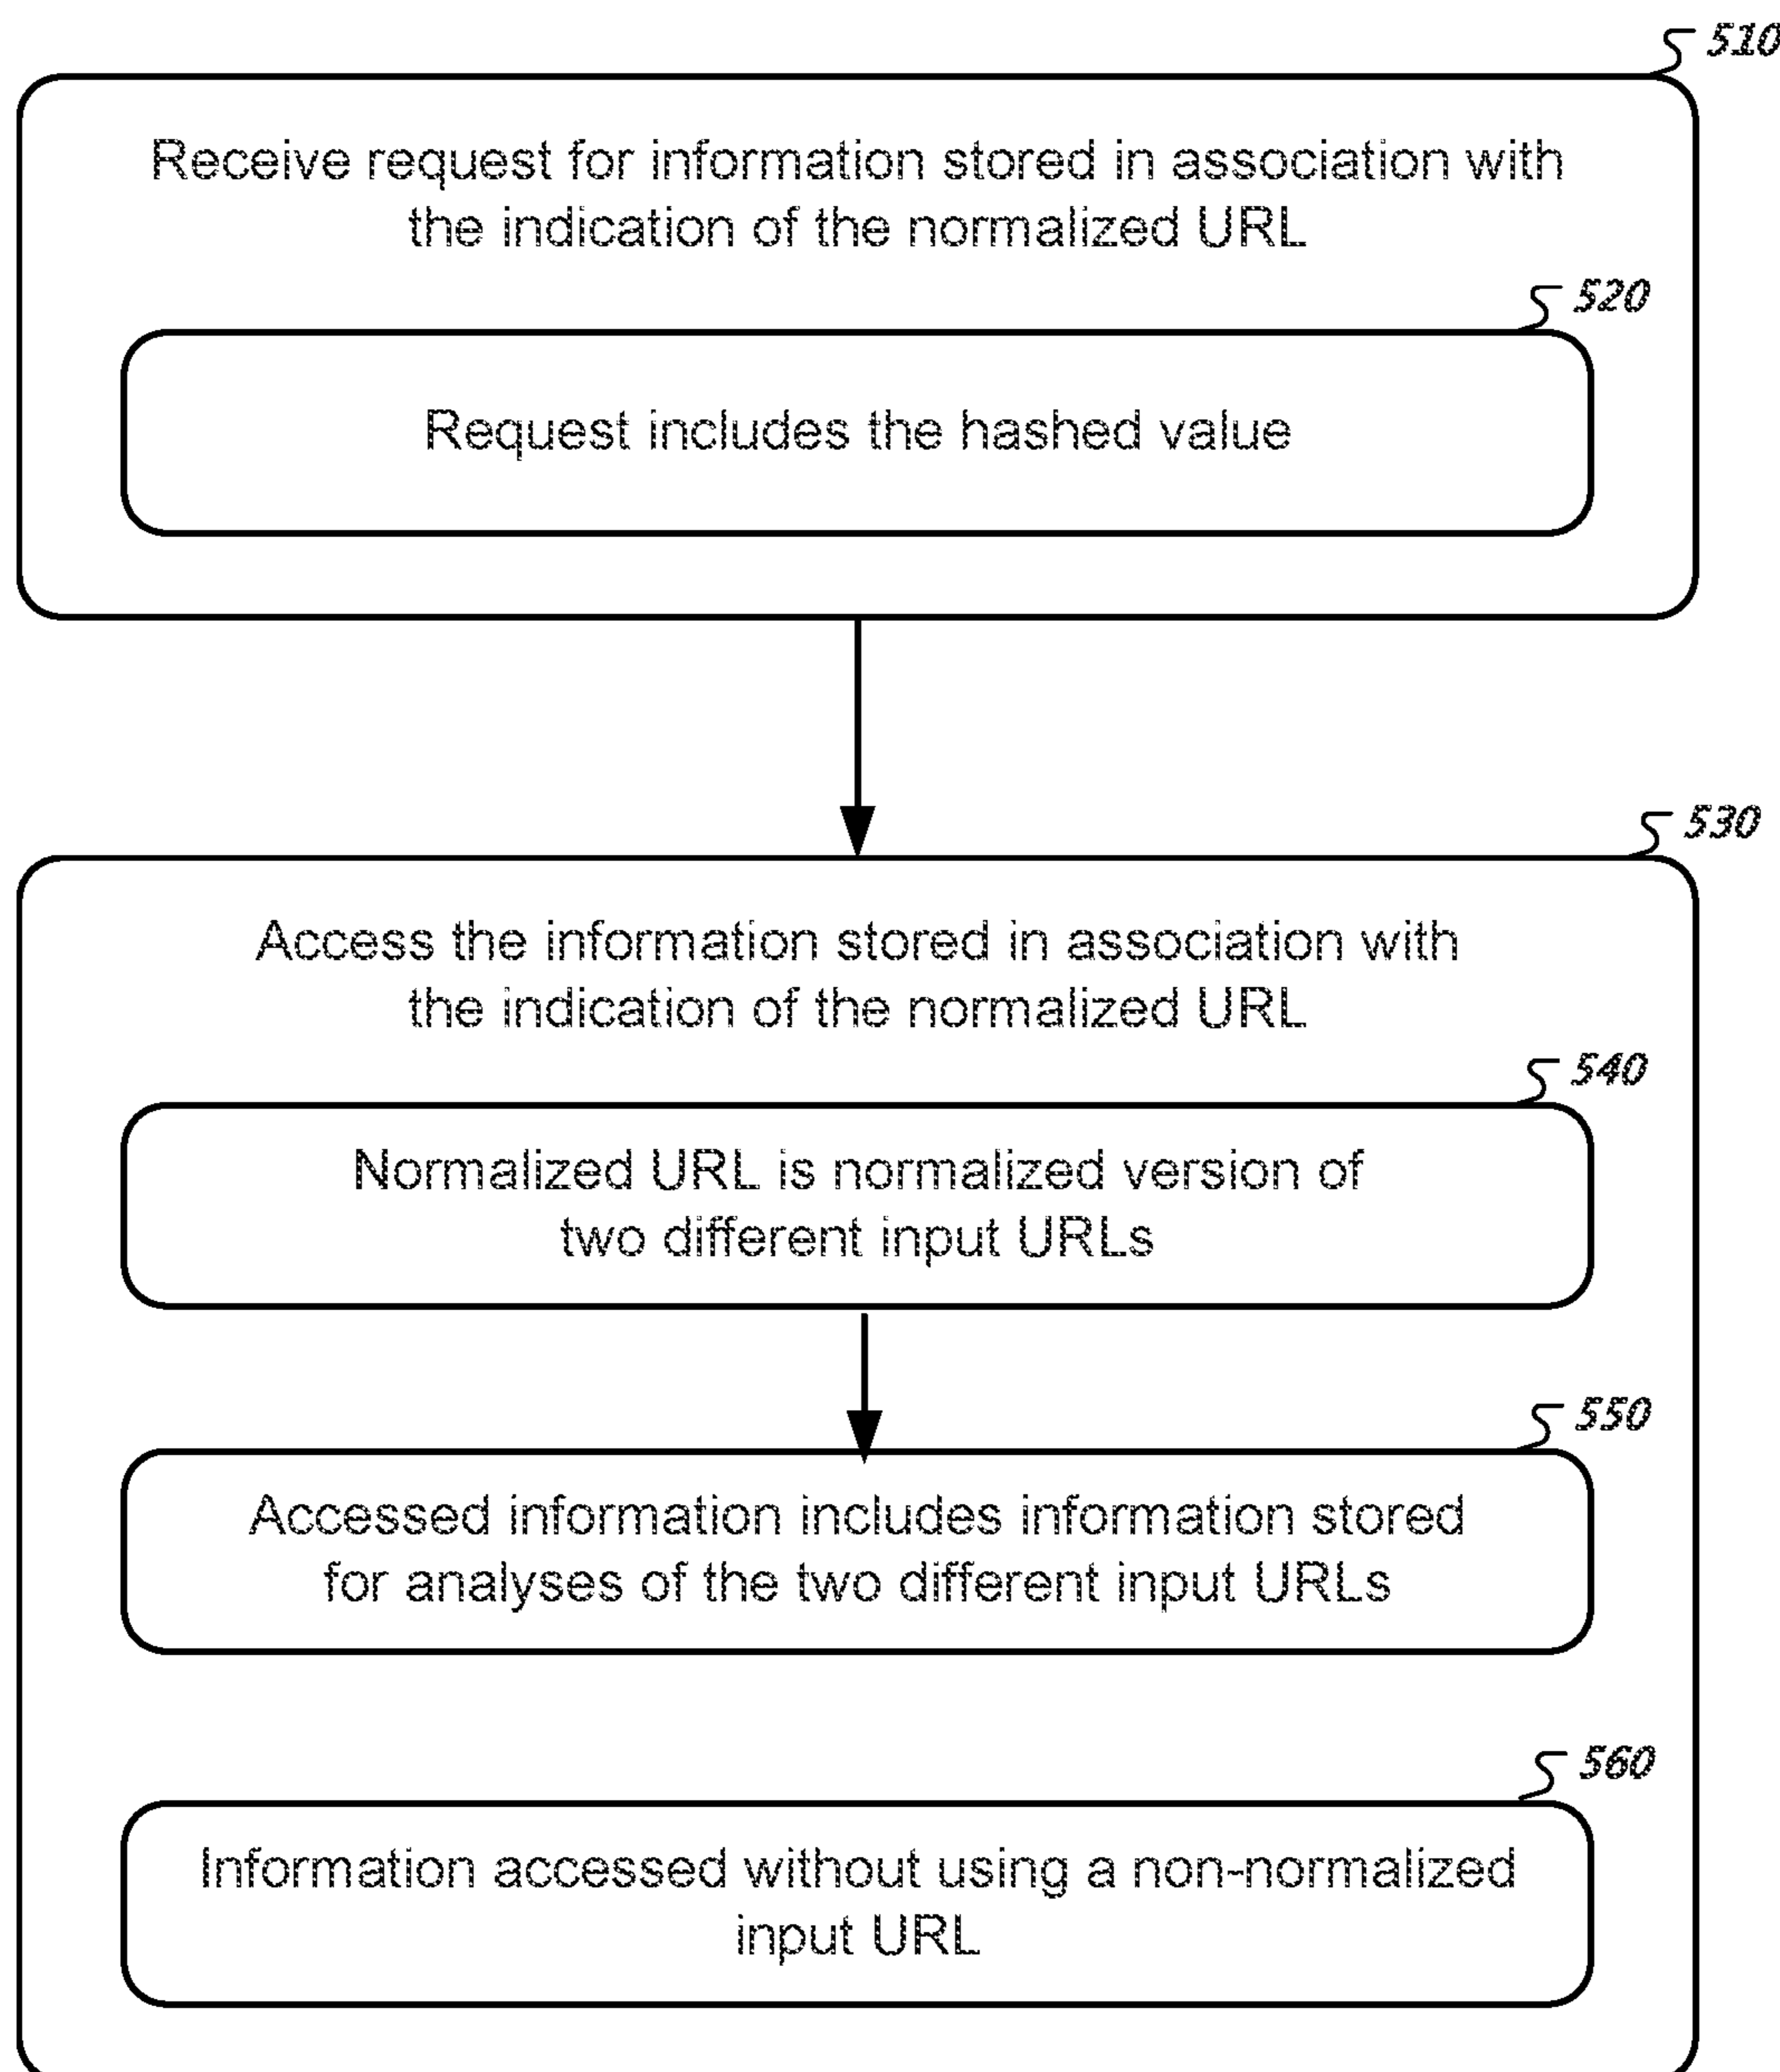 510
Receive request for information stored in association with
the indication of the normalized URL
520
Request includes the hashed value
530
Access the information stored in association with
the indication of the normalized URL
540
Normalized URL is normalized version of
two different input URLs
550
Accessed information includes information stored
for analyses of the two different input URLs
560
Information accessed without using a non-normalized
input URL